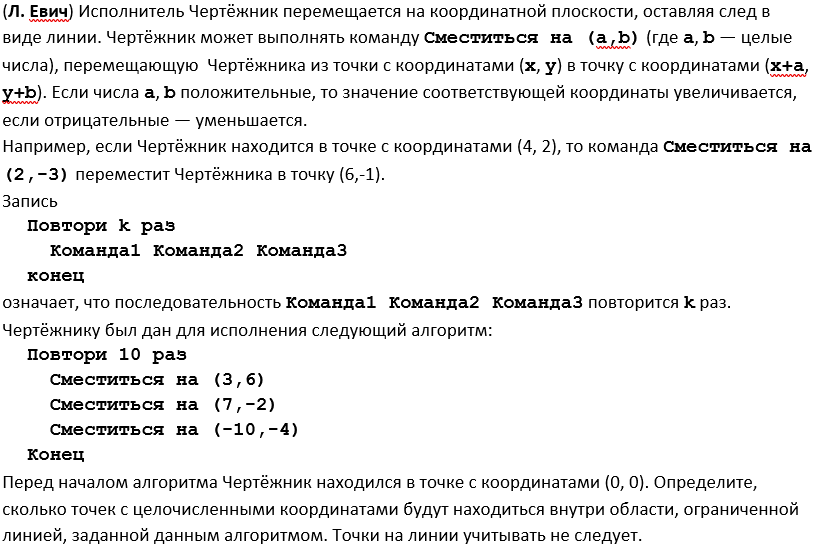 (Л. Евич) Исполнитель Чертёжник перемещается на координатной плоскости, оставляя след в
виде линии. Чертёжник может выполнять команду Сместиться на (a,b) (где a, b — целые
числа), перемещающую Чертёжника из точки с координатами (x, y) в точку с координатами (x+a,
y+b). Если числа a, b положительные, то значение соответствующей координаты увеличивается,
если отрицательные — уменьшается.
Например, если Чертёжник находится в точке с координатами (4, 2), то команда Сместиться на
(2,-3) переместит Чертёжника в точку (6,-1).
Запись
Повтори k раз
Команда1 Команда2 Команда3
конец
означает, что последовательность Команда1 Команда2 Команда3 повторится k раз.
Чертёжнику был дан для исполнения следующий алгоритм:
Повтори 10 раз
Сместиться на (3,6)
Сместиться на (7,-2)
Сместиться на (-10,-4)
Конец
Перед началом алгоритма Чертёжник находился в точке с координатами (0, 0). Определите,
сколько точек с целочисленными координатами будут находиться внутри области, ограниченной
линией, заданной данным алгоритмом. Точки на линии учитывать не следует.